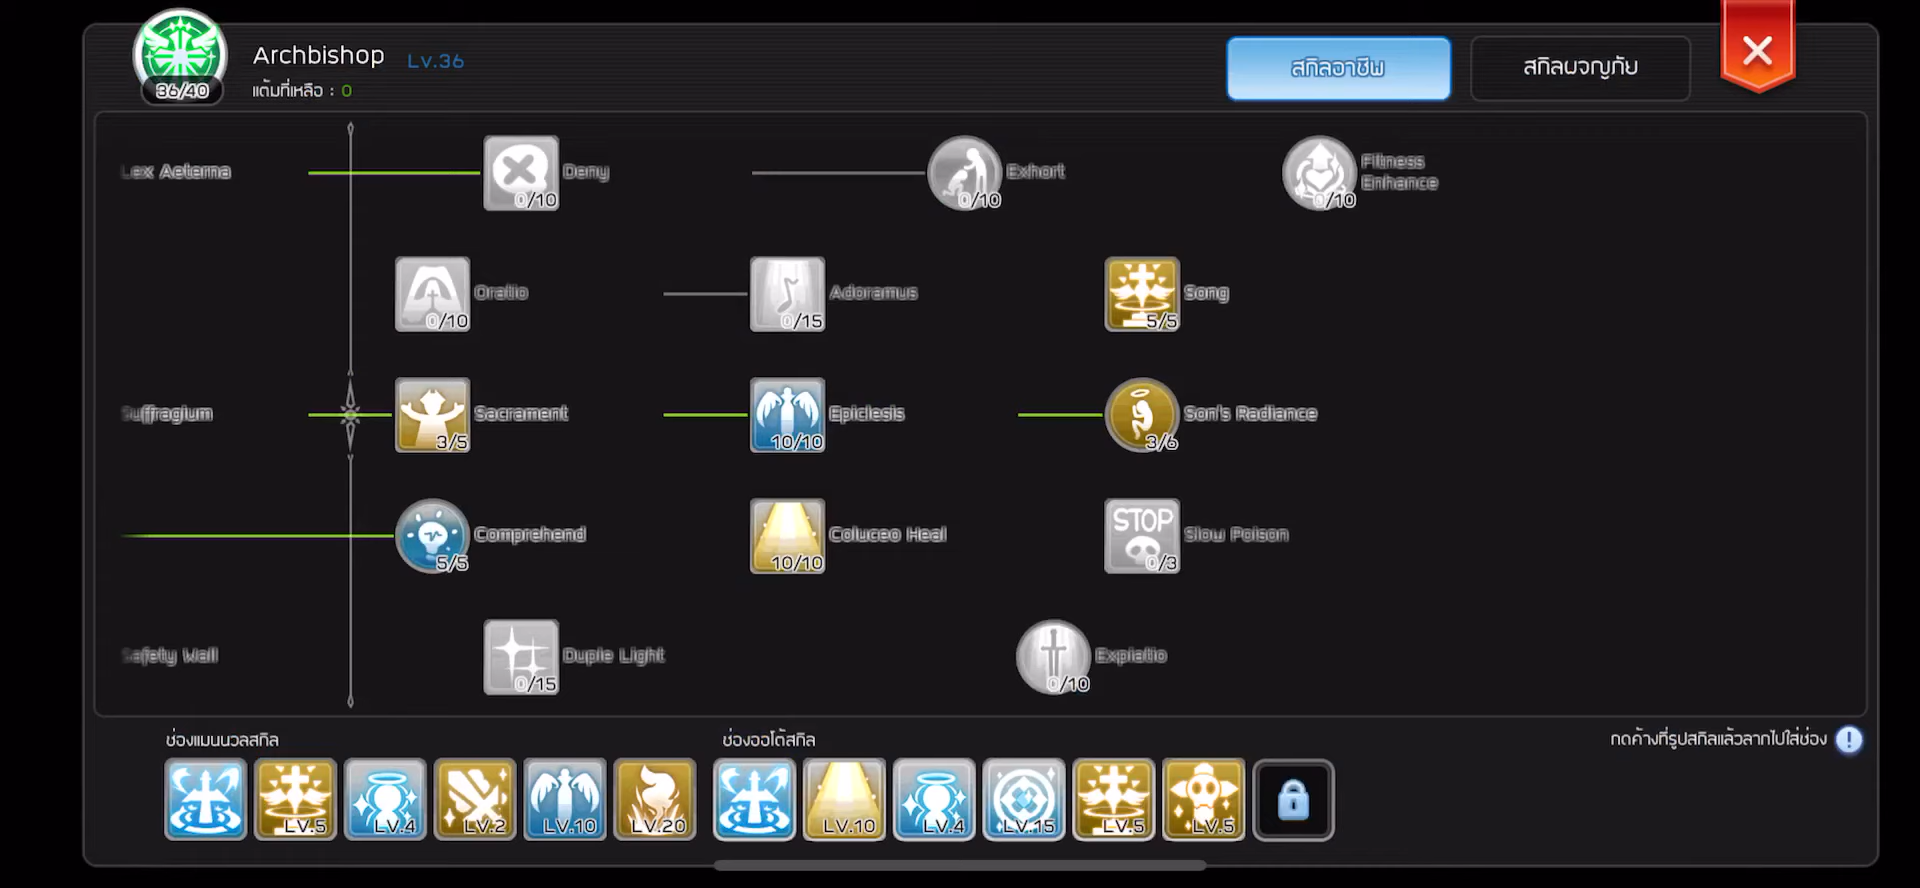 Archbishop Lv.36
36/40
แต้มที่เหลือ : 0
สกิลอาชีพ
สกิลผจญภัย
Lex Aeterna
Deny
0/10
Exhort
0/10
Fitness
Enhance
0/10
Oratio
0/10
Adoramus
0/15
Song
5/5
Suffragium
Sacrament
3/5
Epiclesis
10/10
Son's Radiance
3/6
Comprehend
5/5
Coluceo Heal
10/10
STOP
Slow Poison
0/3
Safety Wall
Duple Light
0/15
Expiatio
0/10
ช่องแมนนวลสกิล
ช่องออโต้สกิล
กดค้างที่รูปสกิลแล้วลากไปใส่ช่อง
LV.5
LV.4
LV.2
LV.10
LV.20
LV.10
LV.4
LV.15
LV.5
LV.5